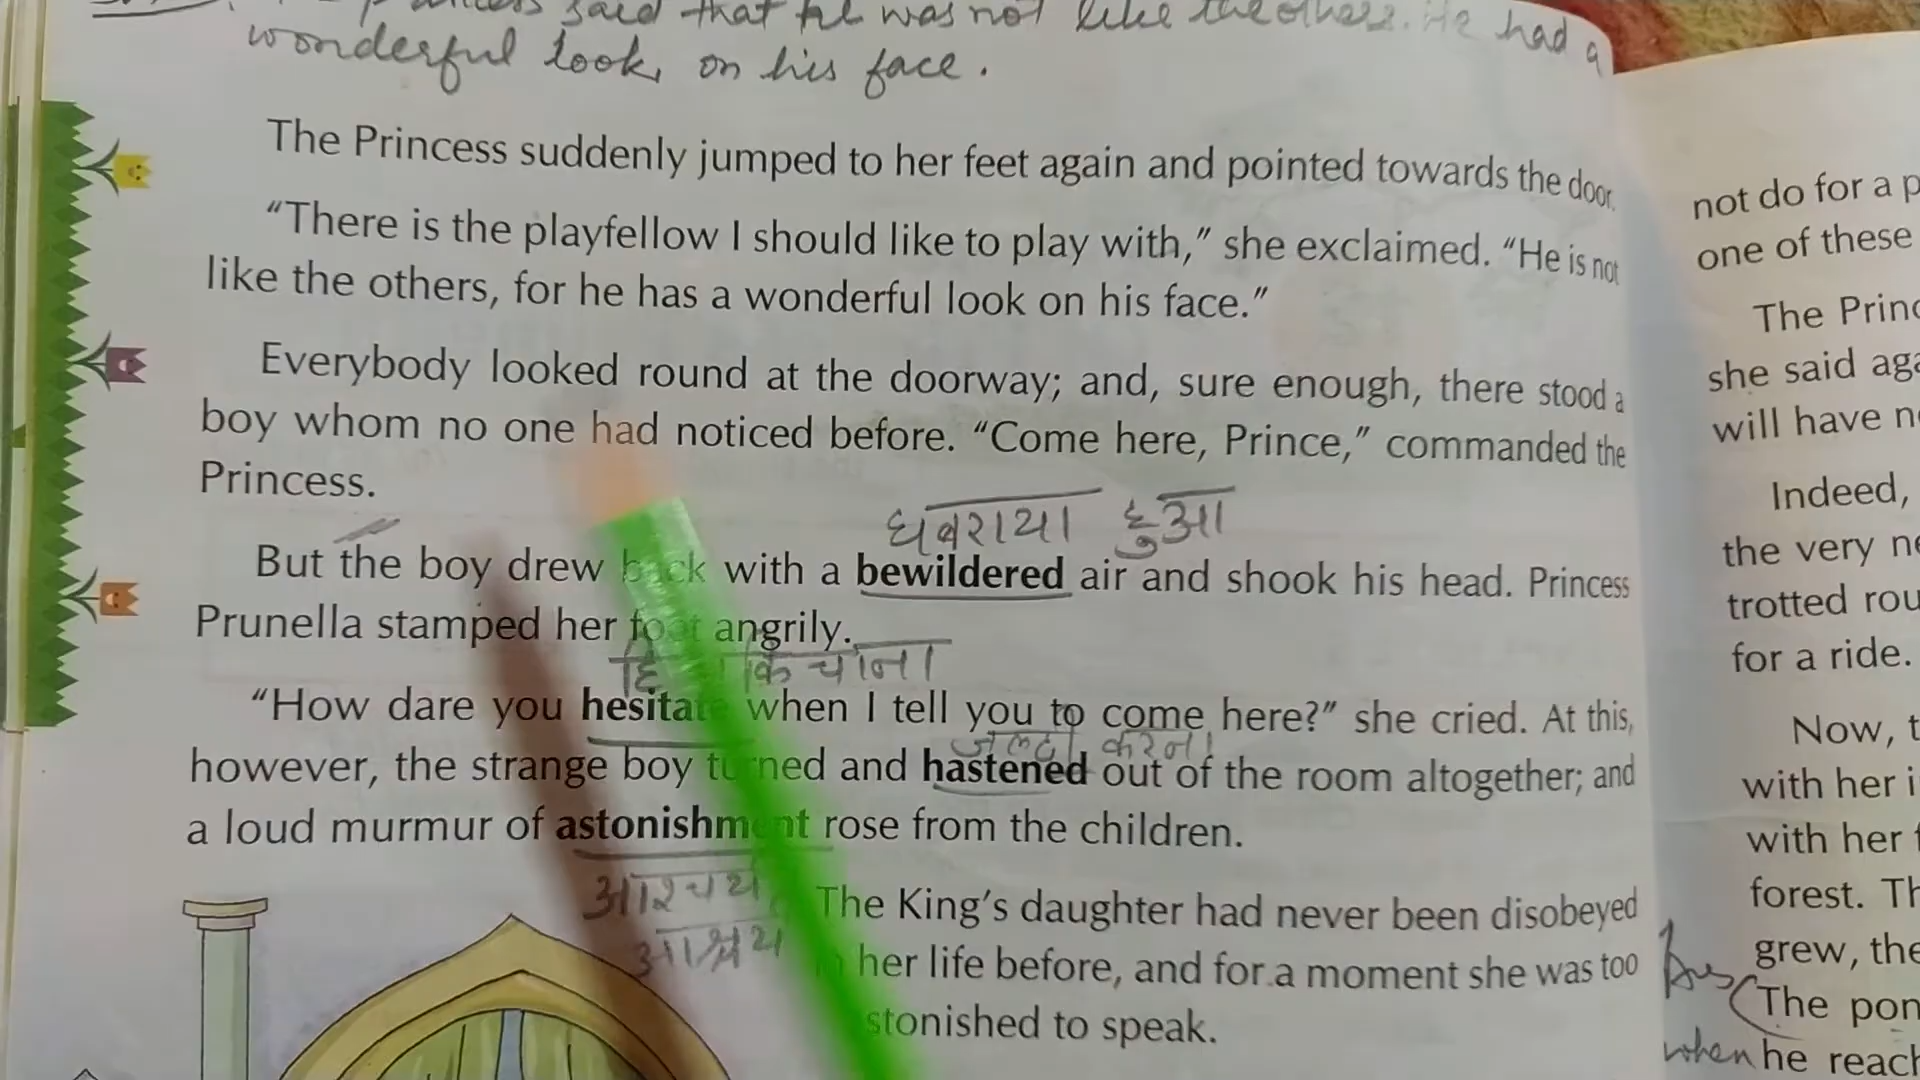 said that he was not like the others. He had a
wonderful look, on his face.
The Princess suddenly jumped to her feet again and pointed towards the door.
“There is the playfellow I should like to play with,” she exclaimed. “He is not
like the others, for he has a wonderful look on his face.”
Everybody looked round at the doorway; and, sure enough, there stood a
boy whom no one had noticed before. “Come here, Prince,” commanded the
Princess.
घबराया हुआ
But the boy drew back with a bewildered air and shook his head. Princess
Prunella stamped her foot angrily.
“How dare you hesitate when I tell you to come here?” she cried. At this,
जल्दी करना
however, the strange boy turned and hastened out of the room altogether; and
a loud murmur of astonishment rose from the children.
The King’s daughter had never been disobeyed
her life before, and for a moment she was too
stonished to speak.
not do for a p
one of these
The Princ
she said aga
will have n
Indeed,
the very ne
trotted rou
for a ride.
Now, t
with her i
with her f
forest. Th
grew, the
Ans The pon
when he reach